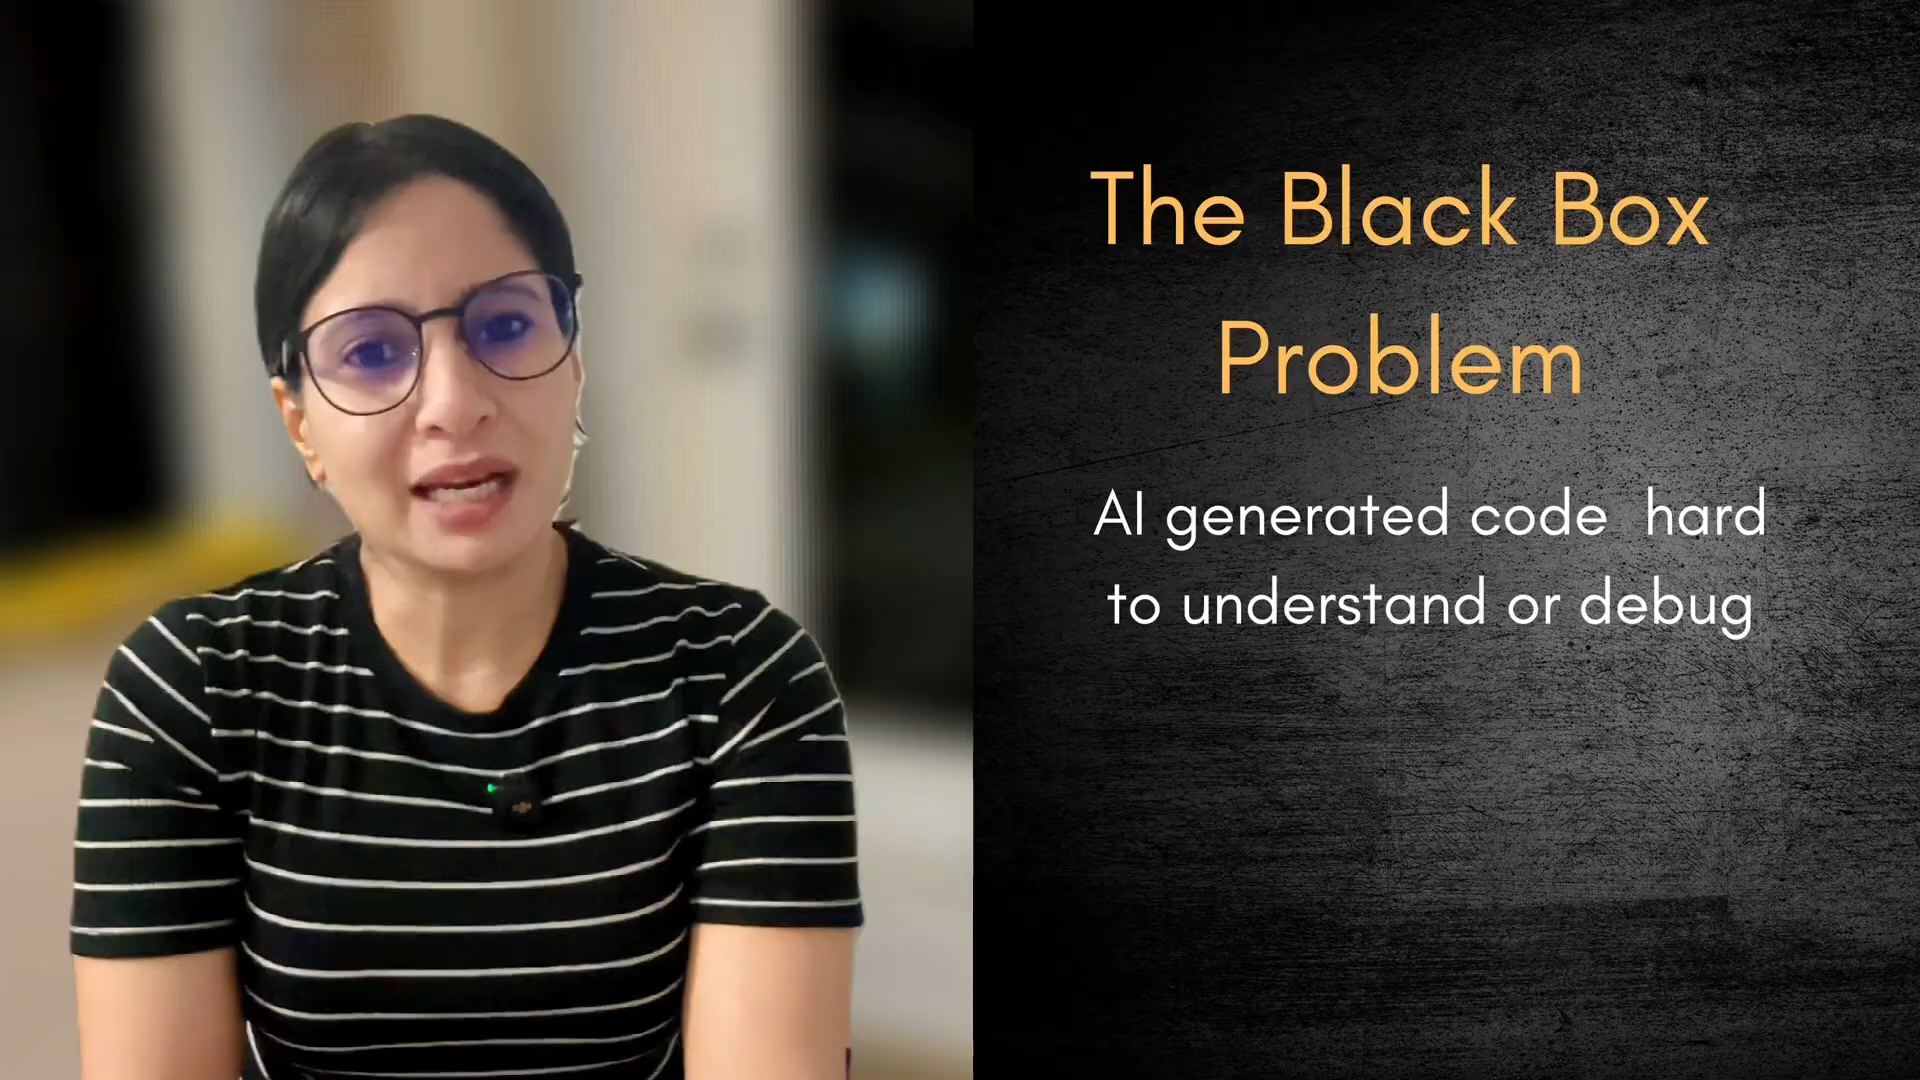 The Black Box
Problem
AI generated code hard
to understand or debug